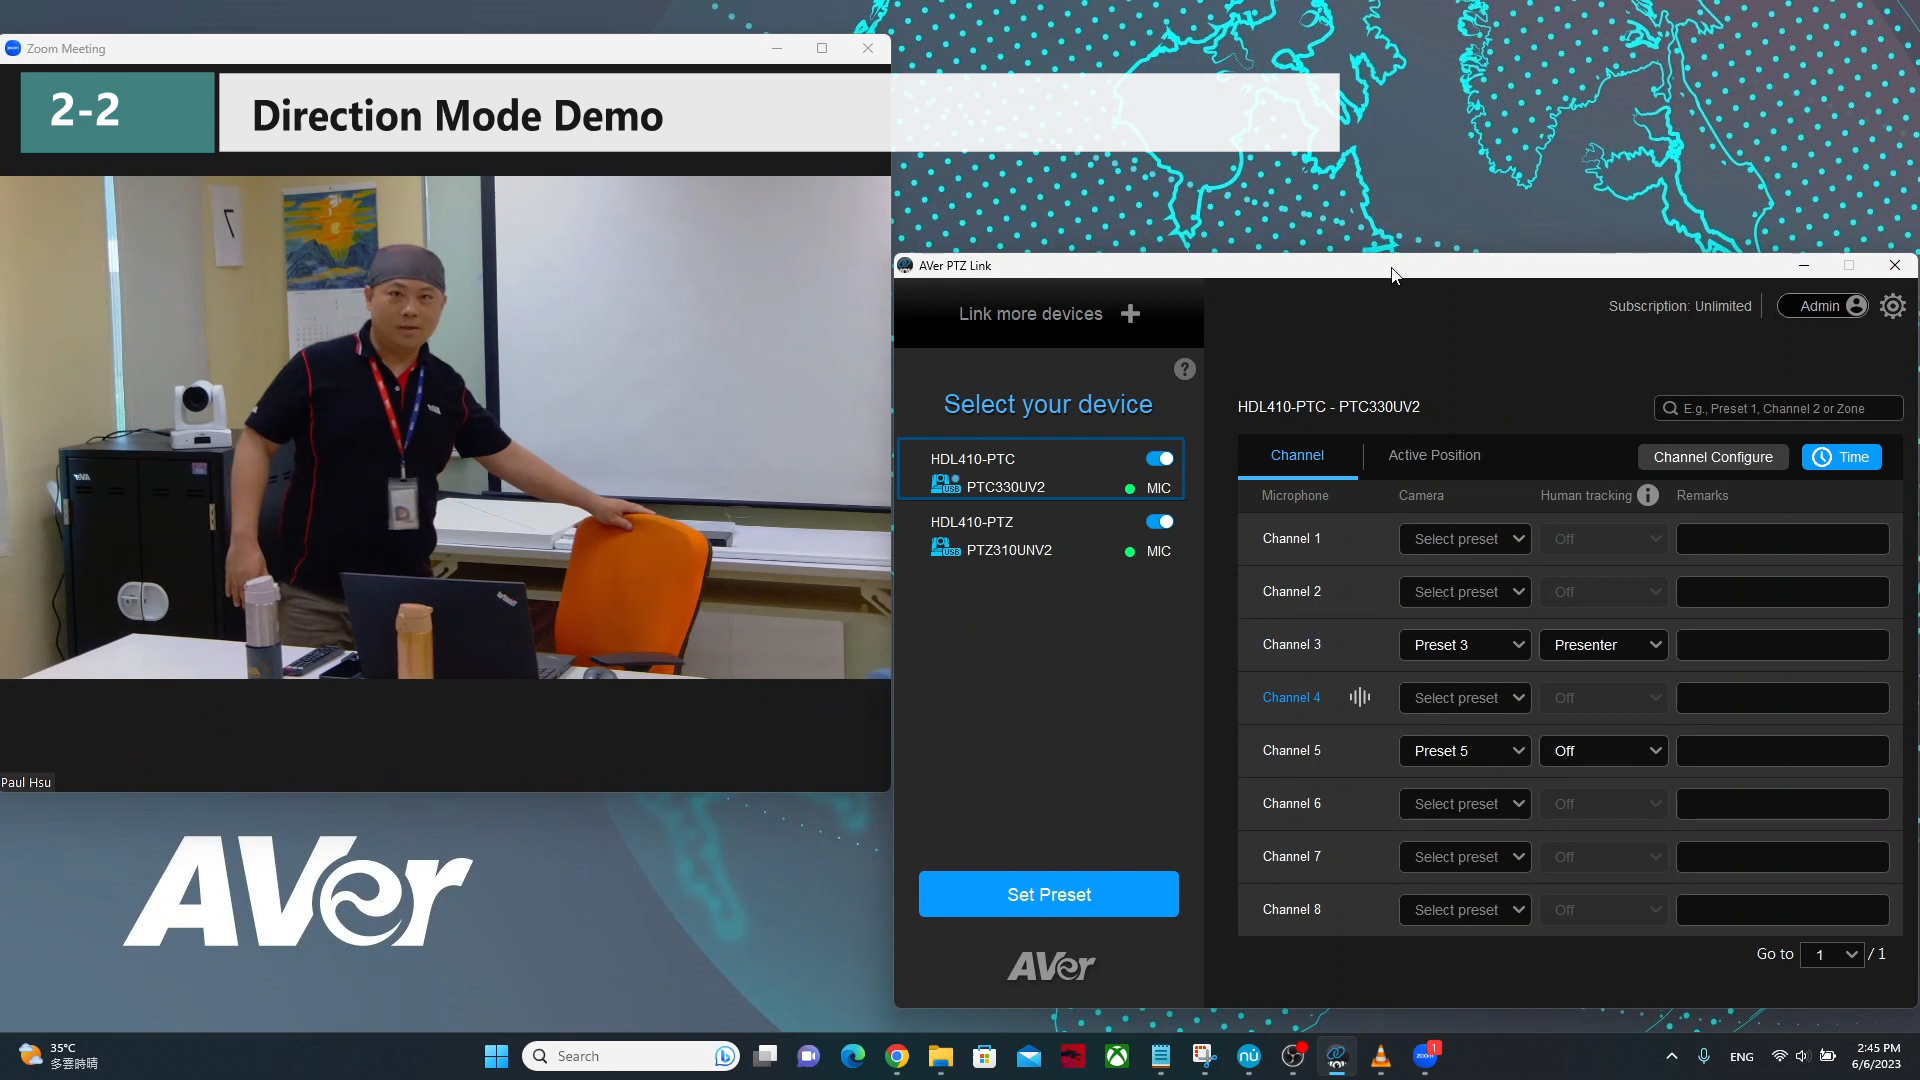 Zoom Meeting
2-2
Direction Mode Demo
Paul Hsu
AVer
AVer PTZ Link
Link more devices
Select your device
HDL410-PTC
USB PTC330UV2 MIC
HDL410-PTZ
USB PTZ310UNV2 MIC
Set Preset
AVer
Subscription: Unlimited
Admin
HDL410-PTC - PTC330UV2
E.g., Preset 1, Channel 2 or Zone
Channel
Active Position
Channel Configure
Time
Microphone Camera Human tracking Remarks
Channel 1 Select preset Off
Channel 2 Select preset Off
Channel 3 Preset 3 Presenter
Channel 4 Select preset Off
Channel 5 Preset 5 Off
Channel 6 Select preset Off
Channel 7 Select preset Off
Channel 8 Select preset Off
Go to 1 / 1
35°C
多雲時晴
Search
zoom
1
ENG
2:45 PM
6/6/2023